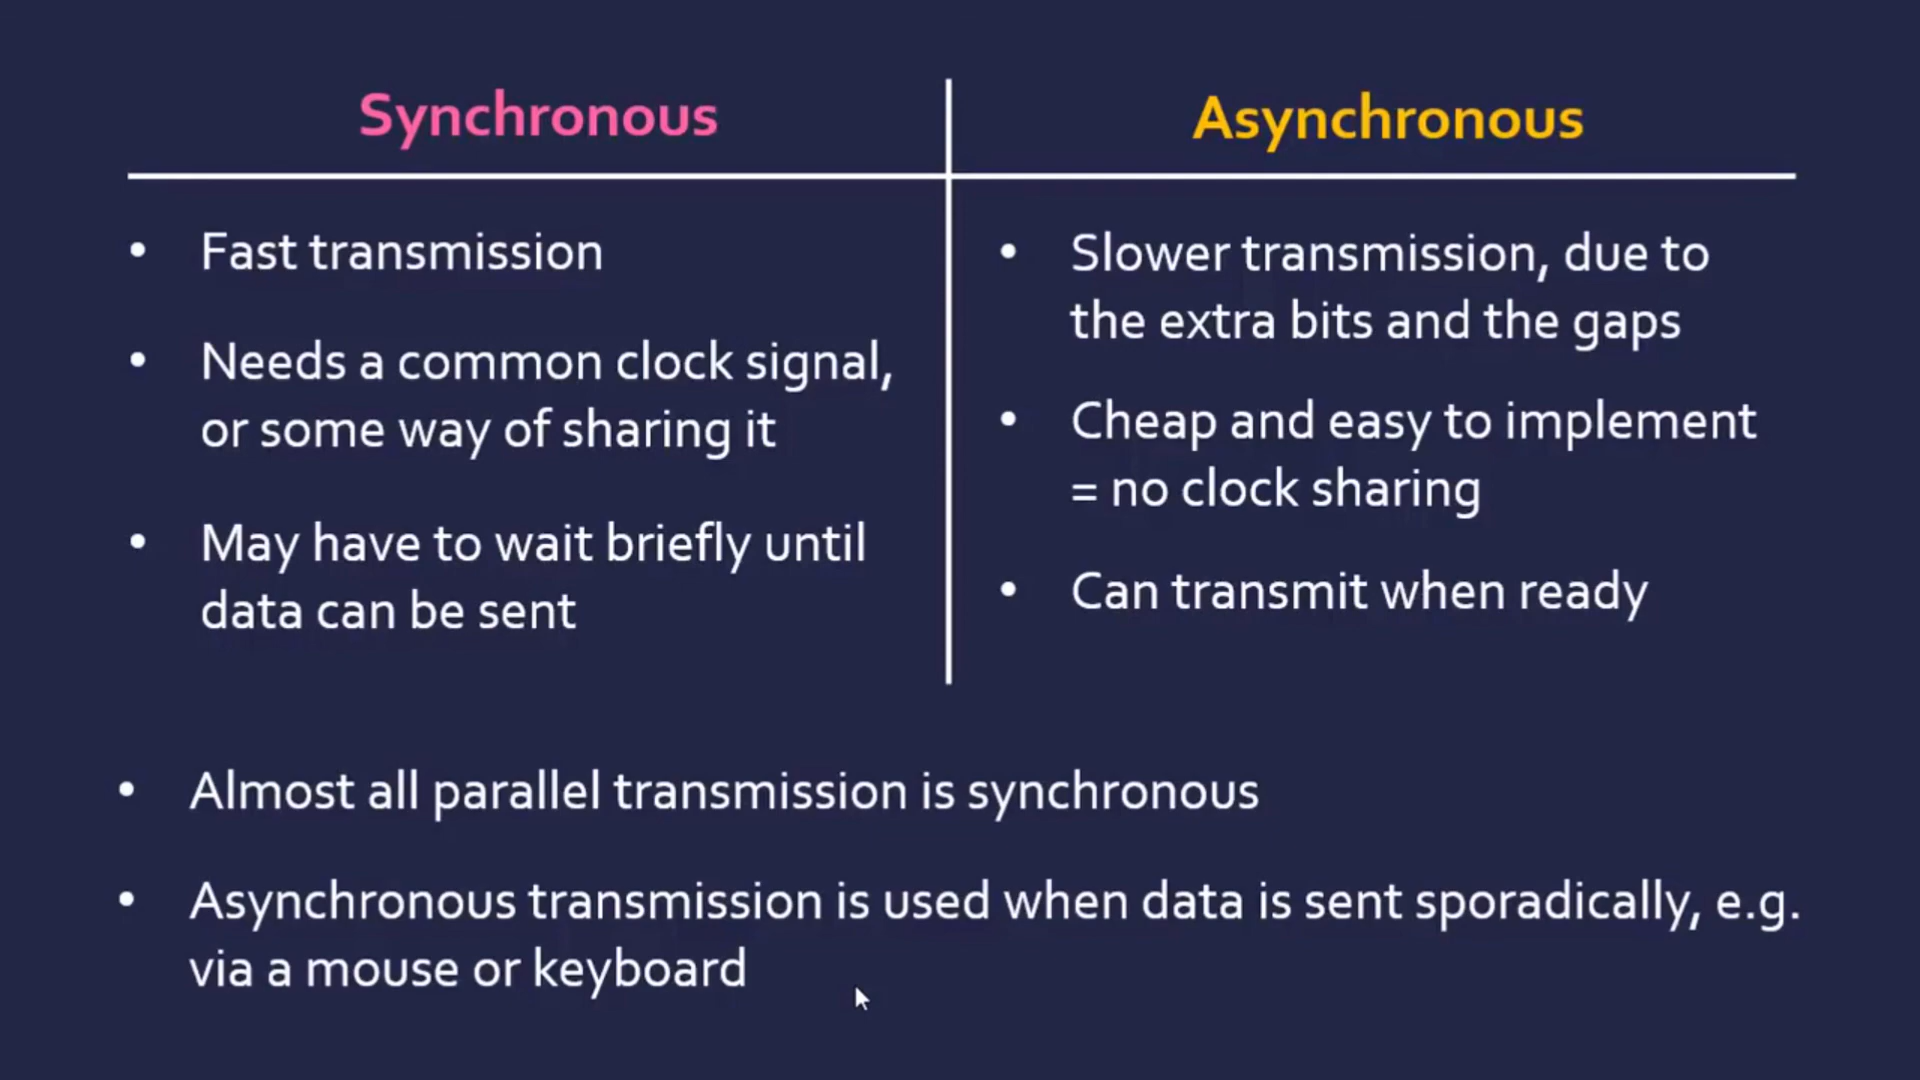 Synchronous
• Fast transmission
• Needs a common clock signal,
or some way of sharing it
• May have to wait briefly until
data can be sent
Asynchronous
• Slower transmission, due to
the extra bits and the gaps
• Cheap and easy to implement
= no clock sharing
• Can transmit when ready
• Almost all parallel transmission is synchronous
• Asynchronous transmission is used when data is sent sporadically, e.g.
via a mouse or keyboard